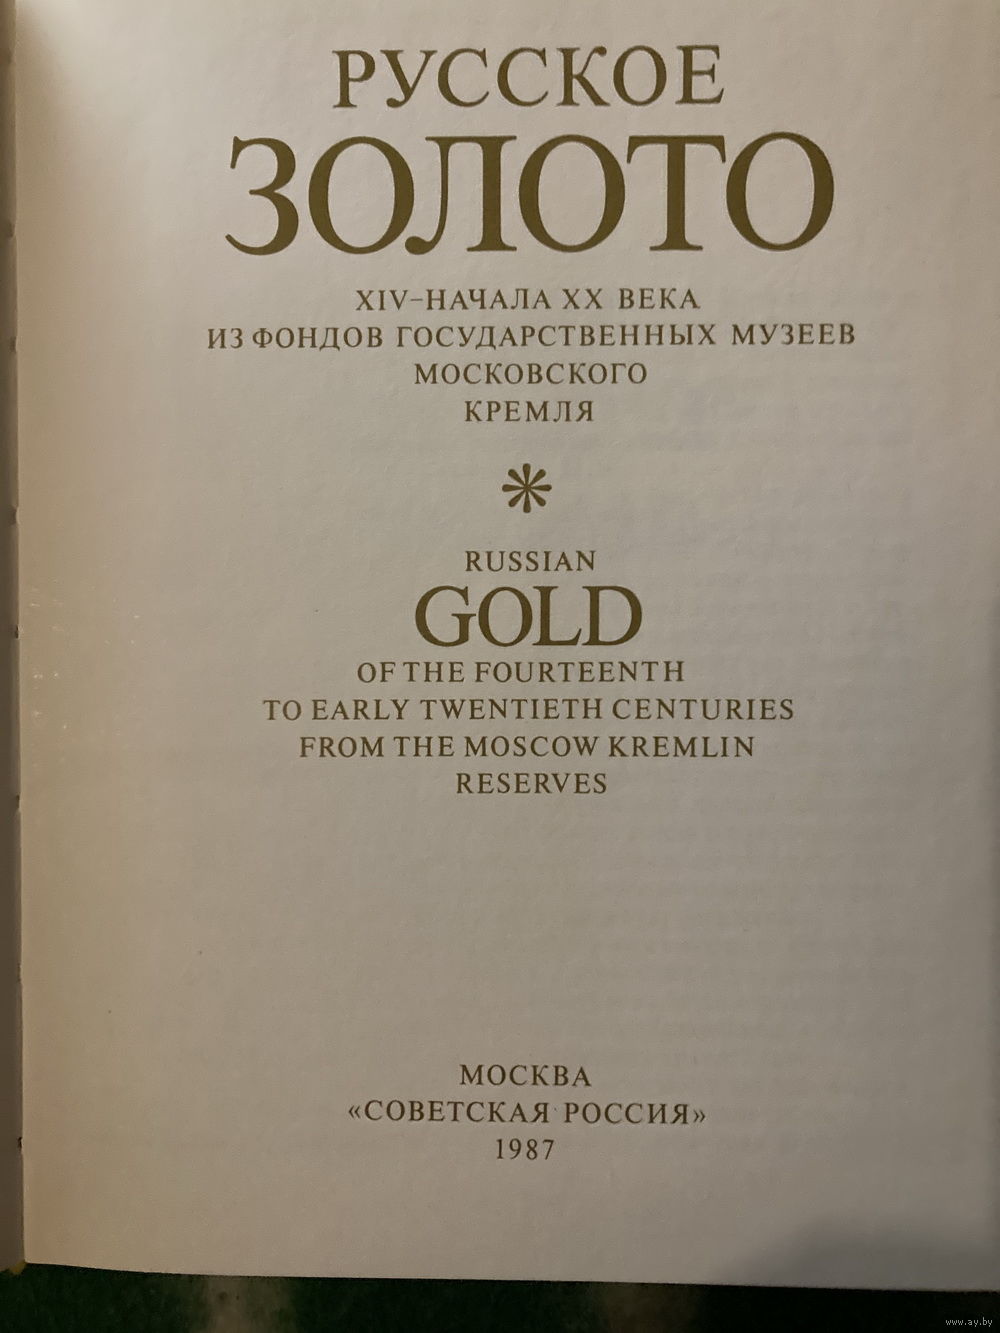 РУССКОЕ
ЗОЛОТО
XIV–НАЧАЛА XX ВЕКА
ИЗ ФОНДОВ ГОСУДАРСТВЕННЫХ МУЗЕЕВ
МОСКОВСКОГО
КРЕМЛЯ
RUSSIAN
GOLD
OF THE FOURTEENTH
TO EARLY TWENTIETH CENTURIES
FROM THE MOSCOW KREMLIN
RESERVES
МОСКВА
«СОВЕТСКАЯ РОССИЯ»
1987
www.ay.by